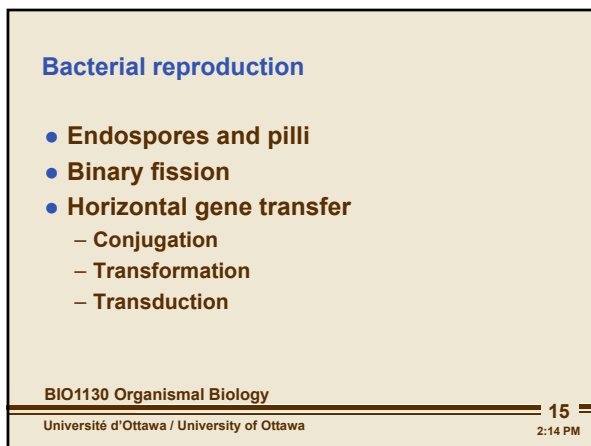 Bacterial reproduction
● Endospores and pilli
● Binary fission
● Horizontal gene transfer
– Conjugation
– Transformation
– Transduction
BIO1130 Organismal Biology
15
Université d'Ottawa / University of Ottawa
2:14 PM